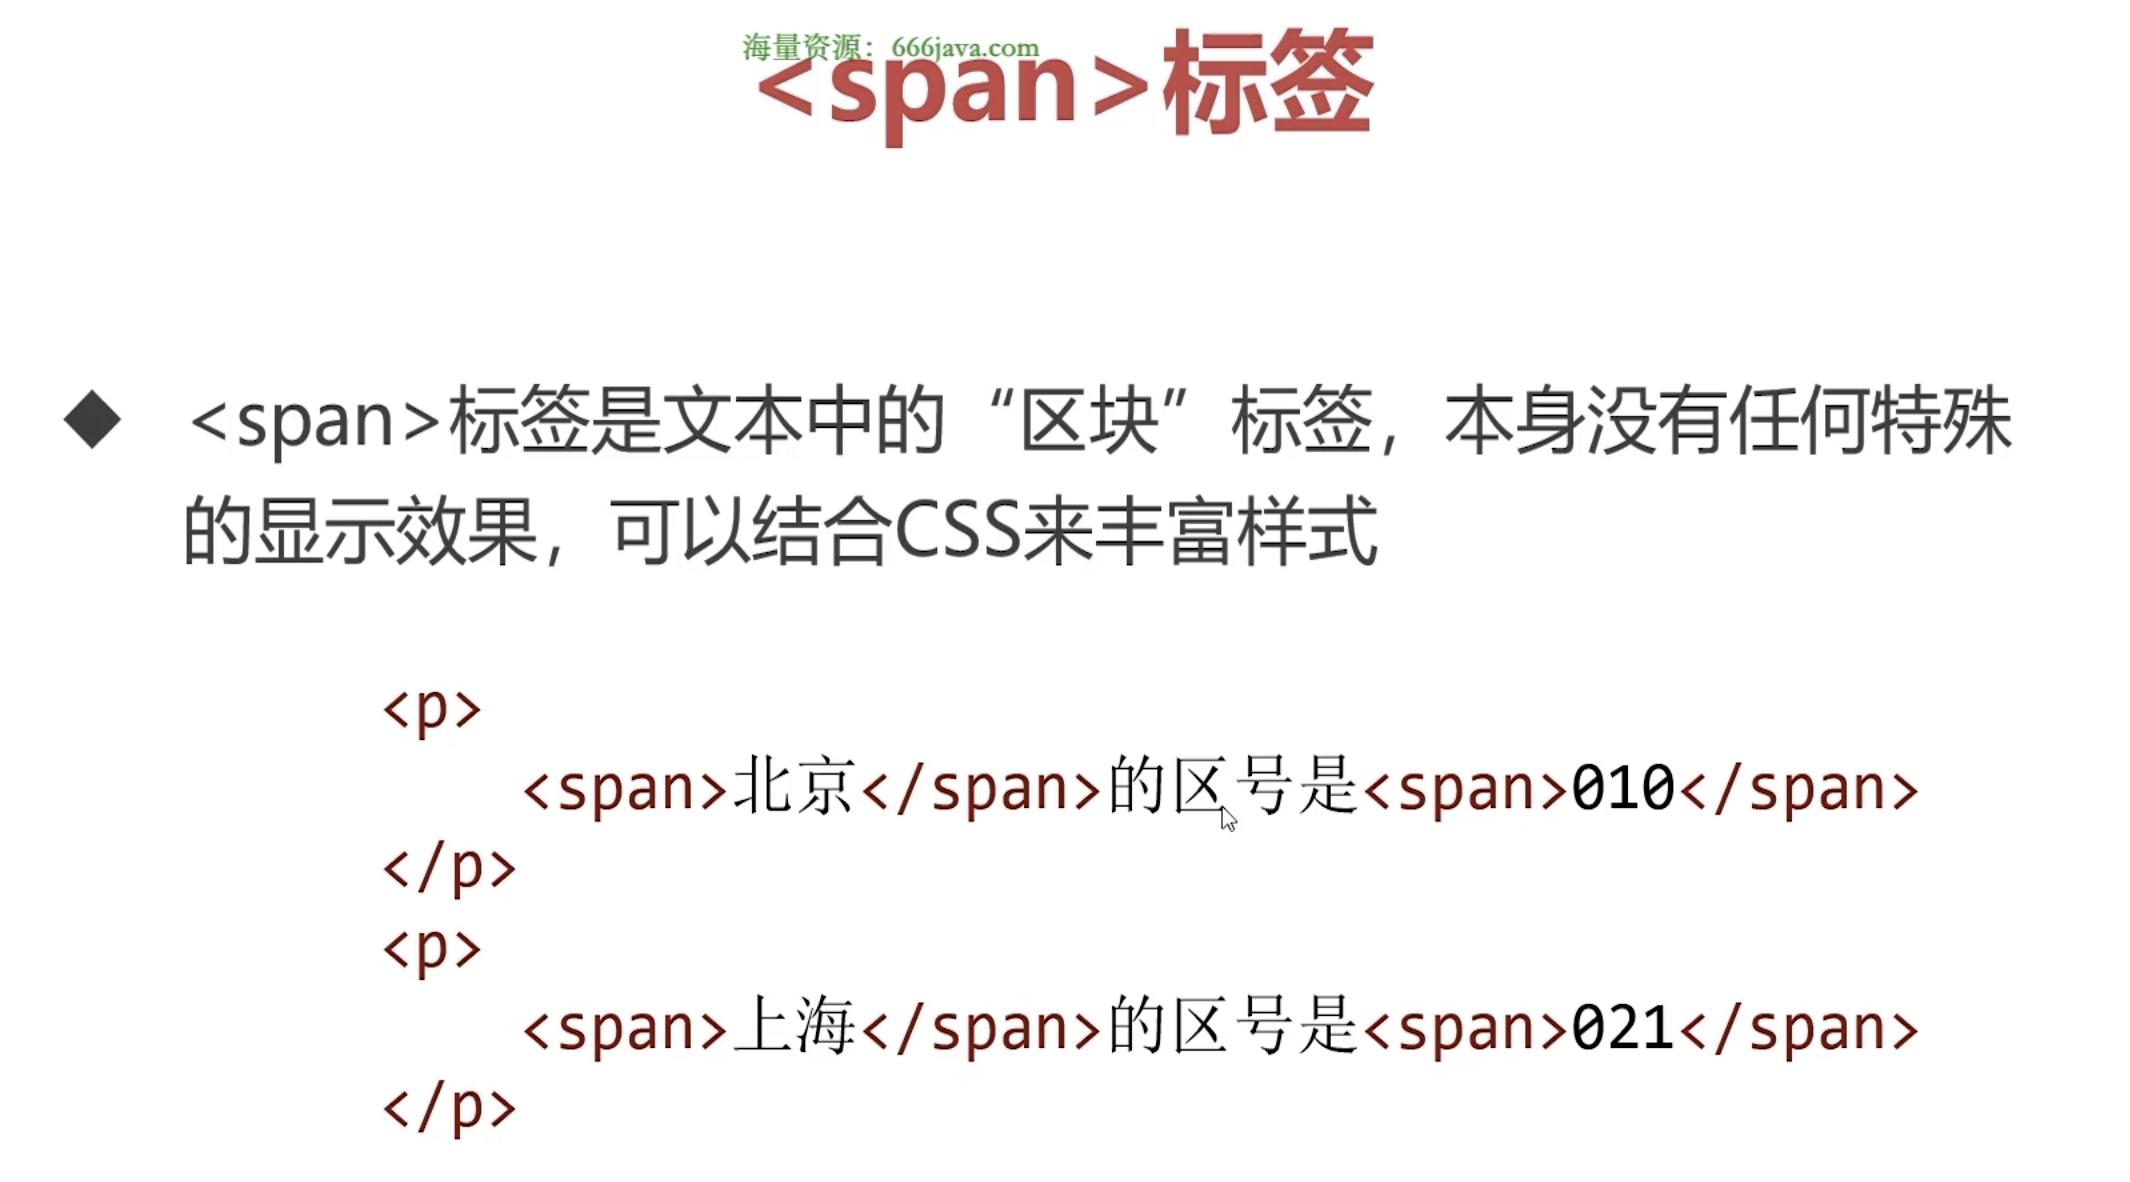 海量资源：666java.com
<span>标签
◆ <span>标签是文本中的“区块”标签，本身没有任何特殊
的显示效果，可以结合CSS来丰富样式
<p>
<span>北京</span>的区号是<span>010</span>
</p>
<p>
<span>上海</span>的区号是<span>021</span>
</p>